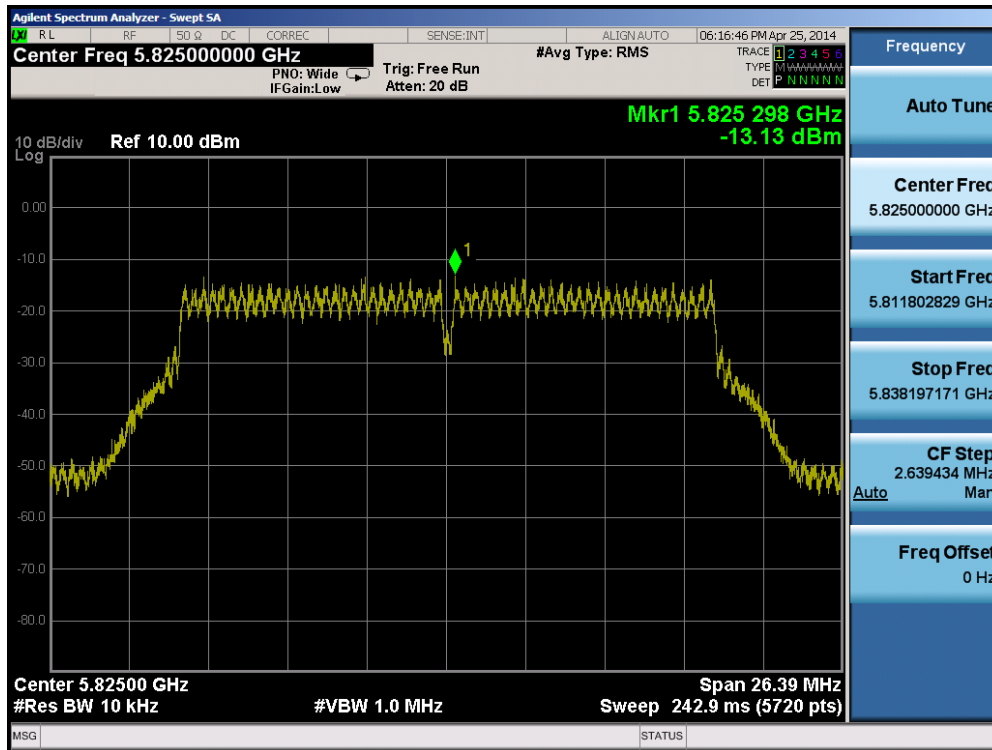 Agilent Spectrum Analyzer - Swept SA
LXI RL RF 50 Ω DC CORREC SENSE:INT ALIGN AUTO 06:16:46 PM Apr 25, 2014
Center Freq 5.825000000 GHz
#Avg Type: RMS
TRACE 1 2 3 4 5 6
PNO: Wide
Trig: Free Run
TYPE M WWWWW
IFGain:Low
Atten: 20 dB
DET P N N N N N
Mkr1 5.825 298 GHz
-13.13 dBm
10 dB/div Ref 10.00 dBm
Log
1
0.00
-10.0
-20.0
-30.0
-40.0
-50.0
-60.0
-70.0
-80.0
Center 5.82500 GHz Span 26.39 MHz
#Res BW 10 kHz #VBW 1.0 MHz Sweep 242.9 ms (5720 pts)
MSG STATUS
Frequency
Auto Tune
Center Freq
5.825000000 GHz
Start Freq
5.811802829 GHz
Stop Freq
5.838197171 GHz
CF Step
2.639434 MHz
Auto Man
Freq Offset
0 Hz